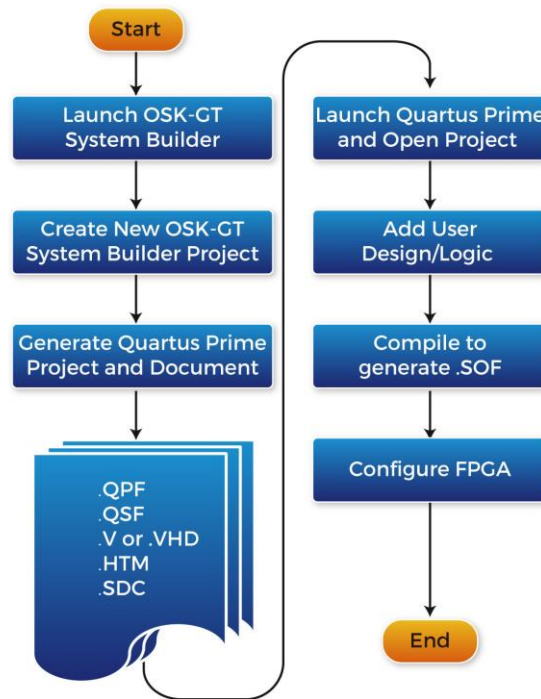 Start
Launch OSK-GT
System Builder
Create New OSK-GT
System Builder Project
Generate Quartus Prime
Project and Document
.QPF
.QSF
.V or .VHD
.HTM
.SDC
Launch Quartus Prime
and Open Project
Add User
Design/Logic
Compile to
generate .SOF
Configure FPGA
End